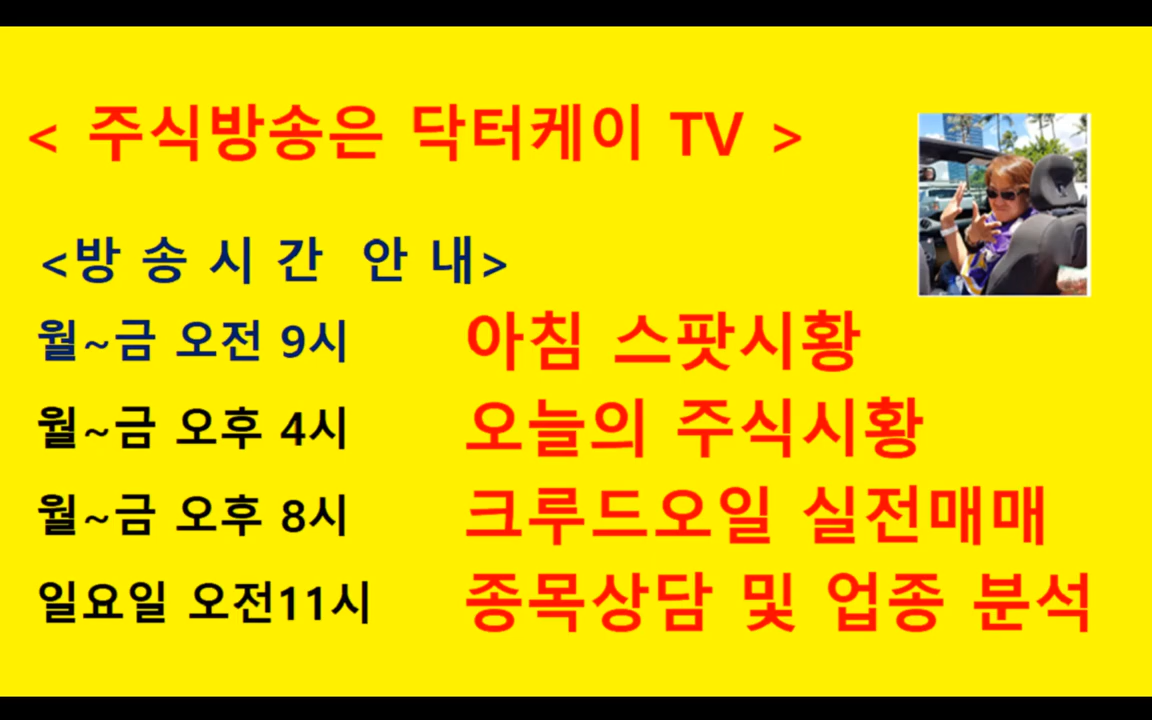 < 주식방송은 닥터케이 TV >
<방 송 시 간 안 내>
월~금 오전 9시 아침 스팟시황
월~금 오후 4시 오늘의 주식시황
월~금 오후 8시 크루드오일 실전매매
일요일 오전11시 종목상담 및 업종 분석